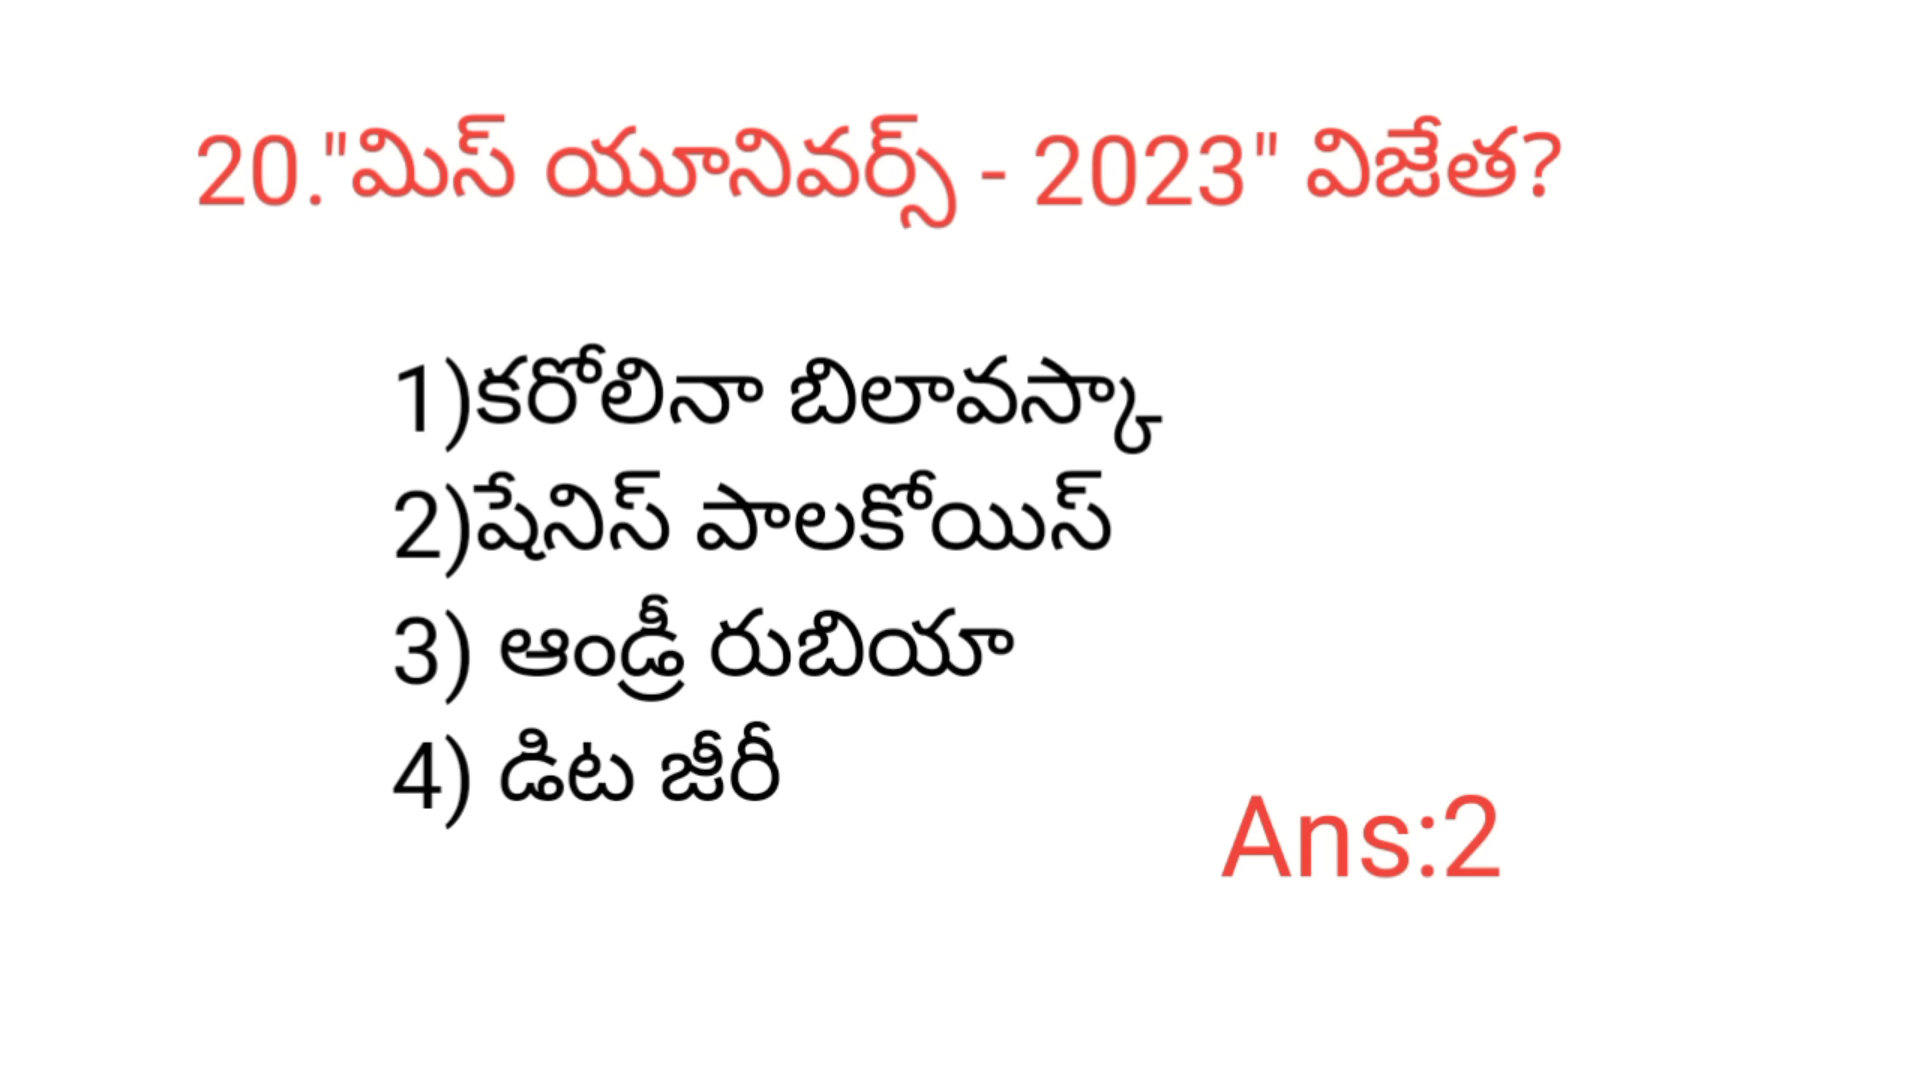 20."మిస్ యూనివర్స్ - 2023" విజేత?
1)కరోలినా బిలావస్కా
2)షేనిస్ పాలకోయిస్
3) ఆండ్రీ రుబియా
4) డిట జీరీ
Ans:2